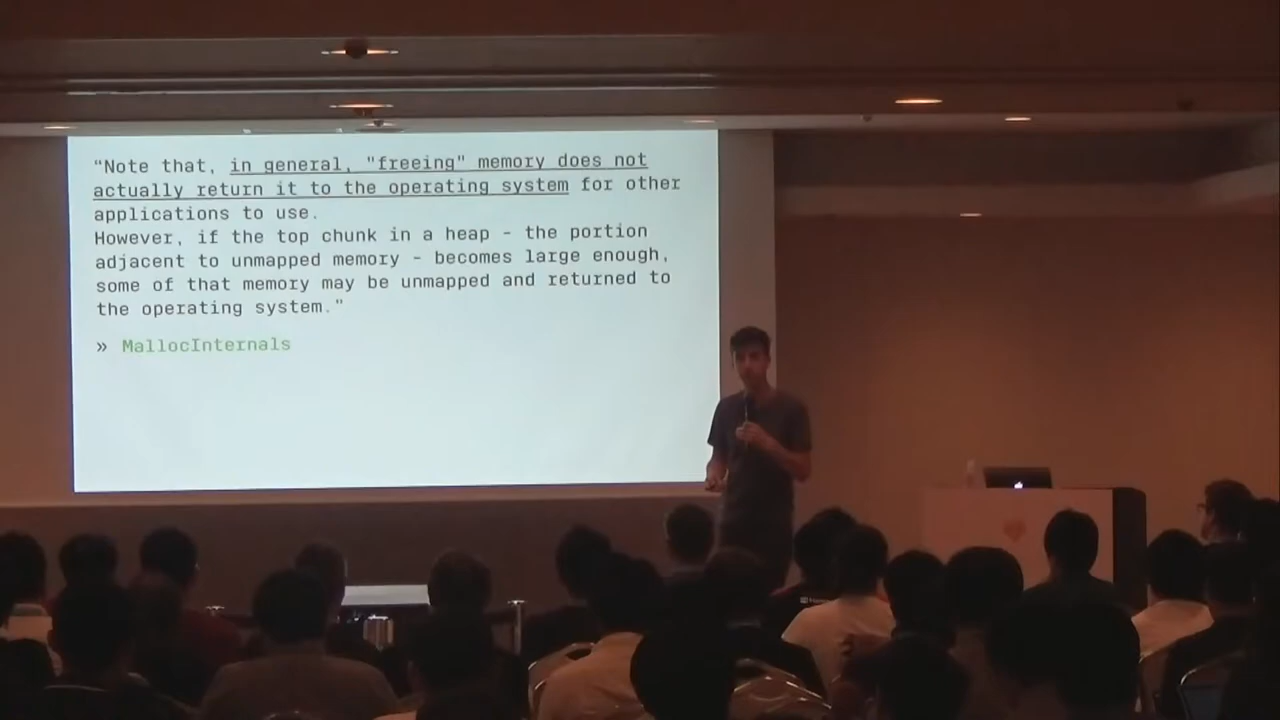 “Note that, in general, "freeing" memory does not
actually return it to the operating system for other
applications to use.
However, if the top chunk in a heap - the portion
adjacent to unmapped memory - becomes large enough,
some of that memory may be unmapped and returned to
the operating system."
» MallocInternals